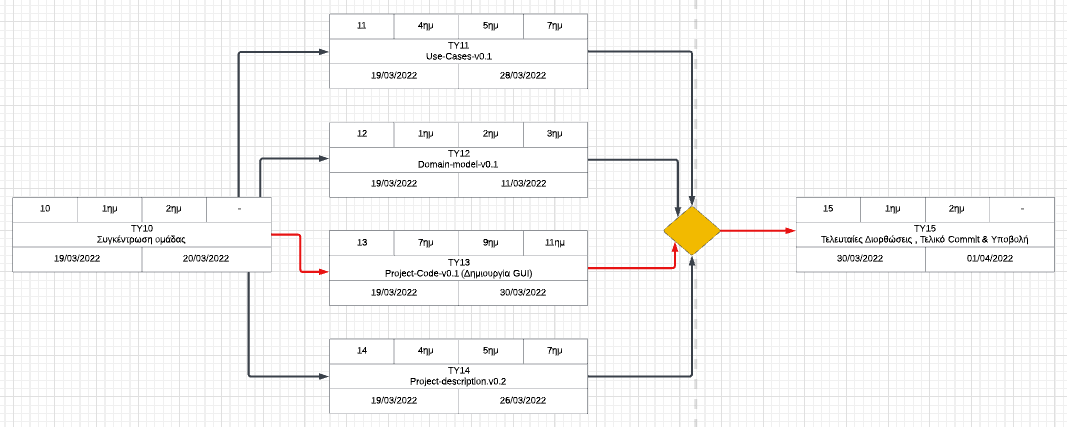 11 4ημ 5ημ 7ημ
TY11
Use-Cases-v0.1
19/03/2022 28/03/2022
12 1ημ 2ημ 3ημ
TY12
Domain-model-v0.1
19/03/2022 11/03/2022
10 1ημ 2ημ -
TY10
Συγκέντρωση ομάδας
19/03/2022 20/03/2022
13 7ημ 9ημ 11ημ
TY13
Project-Code-v0.1 (Δημιουργία GUI)
19/03/2022 30/03/2022
15 1ημ 2ημ -
TY15
Τελευταίες Διορθώσεις , Τελικό Commit & Υποβολή
30/03/2022 01/04/2022
14 4ημ 5ημ 7ημ
TY14
Project-description.v0.2
19/03/2022 26/03/2022